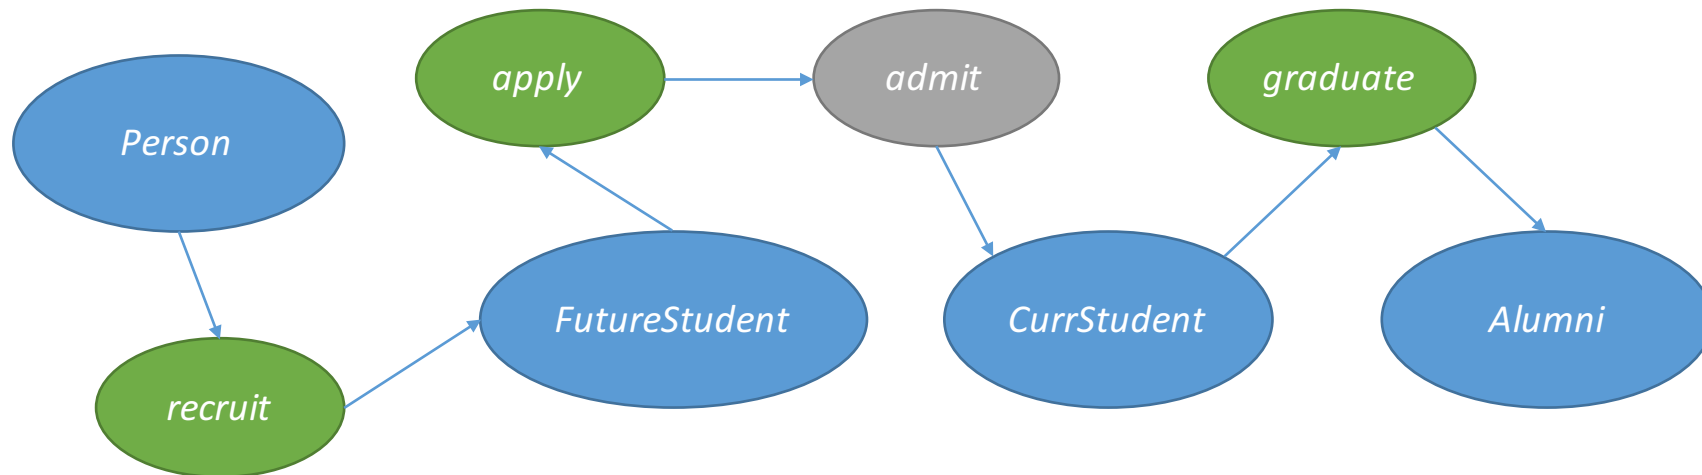 Person
recruit
FutureStudent
apply
admit
CurrStudent
graduate
Alumni